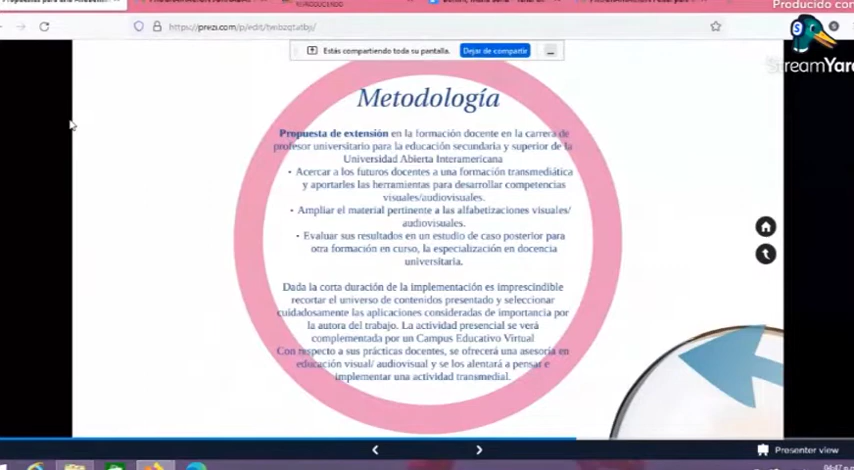 Producido con
REPRODUCIENDO
https://prezi.com/p/edit/
StreamYar
Estás compartiendo toda su pantalla. Dejar de compartir
Metodología
Propuesta de extensión en la formación docente en la carrera de
profesor universitario para la educación secundaria y superior de la
Universidad Abierta Interamericana
• Acercar a los futuros docentes a una formación transmediática
y aportarles las herramientas para desarrollar competencias
visuales/audiovisuales.
• Ampliar el material pertinente a las alfabetizaciones visuales/
audiovisuales.
• Evaluar sus resultados en un estudio de caso posterior para
otra formación en curso, la especialización en docencia
universitaria.
Dada la corta duración de la implementación es imprescindible
recortar el universo de contenidos presentado y seleccionar
cuidadosamente las aplicaciones consideradas de importancia por
la autora del trabajo. La actividad presencial se verá
complementada por un Campus Educativo Virtual
Con respecto a sus prácticas docentes, se ofrecerá una asesoría en
educación visual/ audiovisual y se los alentará a pensar e
implementar una actividad transmedial.
Presenter view